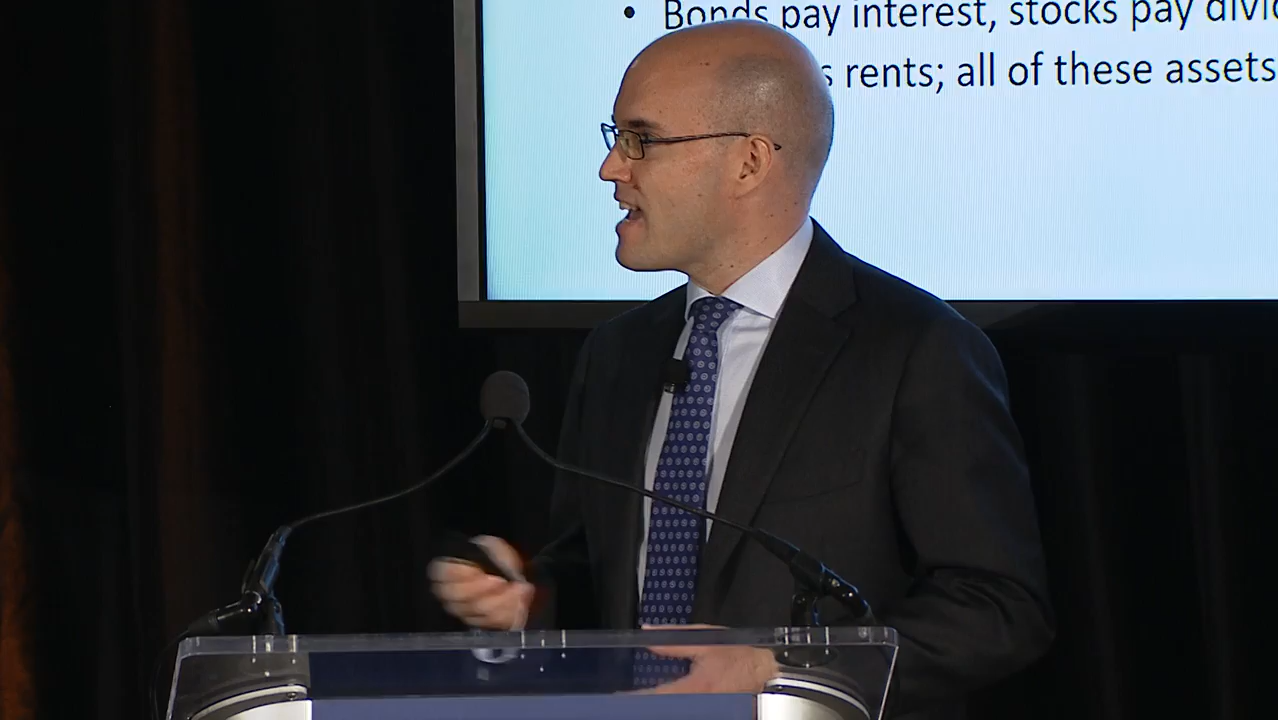 • Bonds pay interest, stocks pay
rents; all of these assets